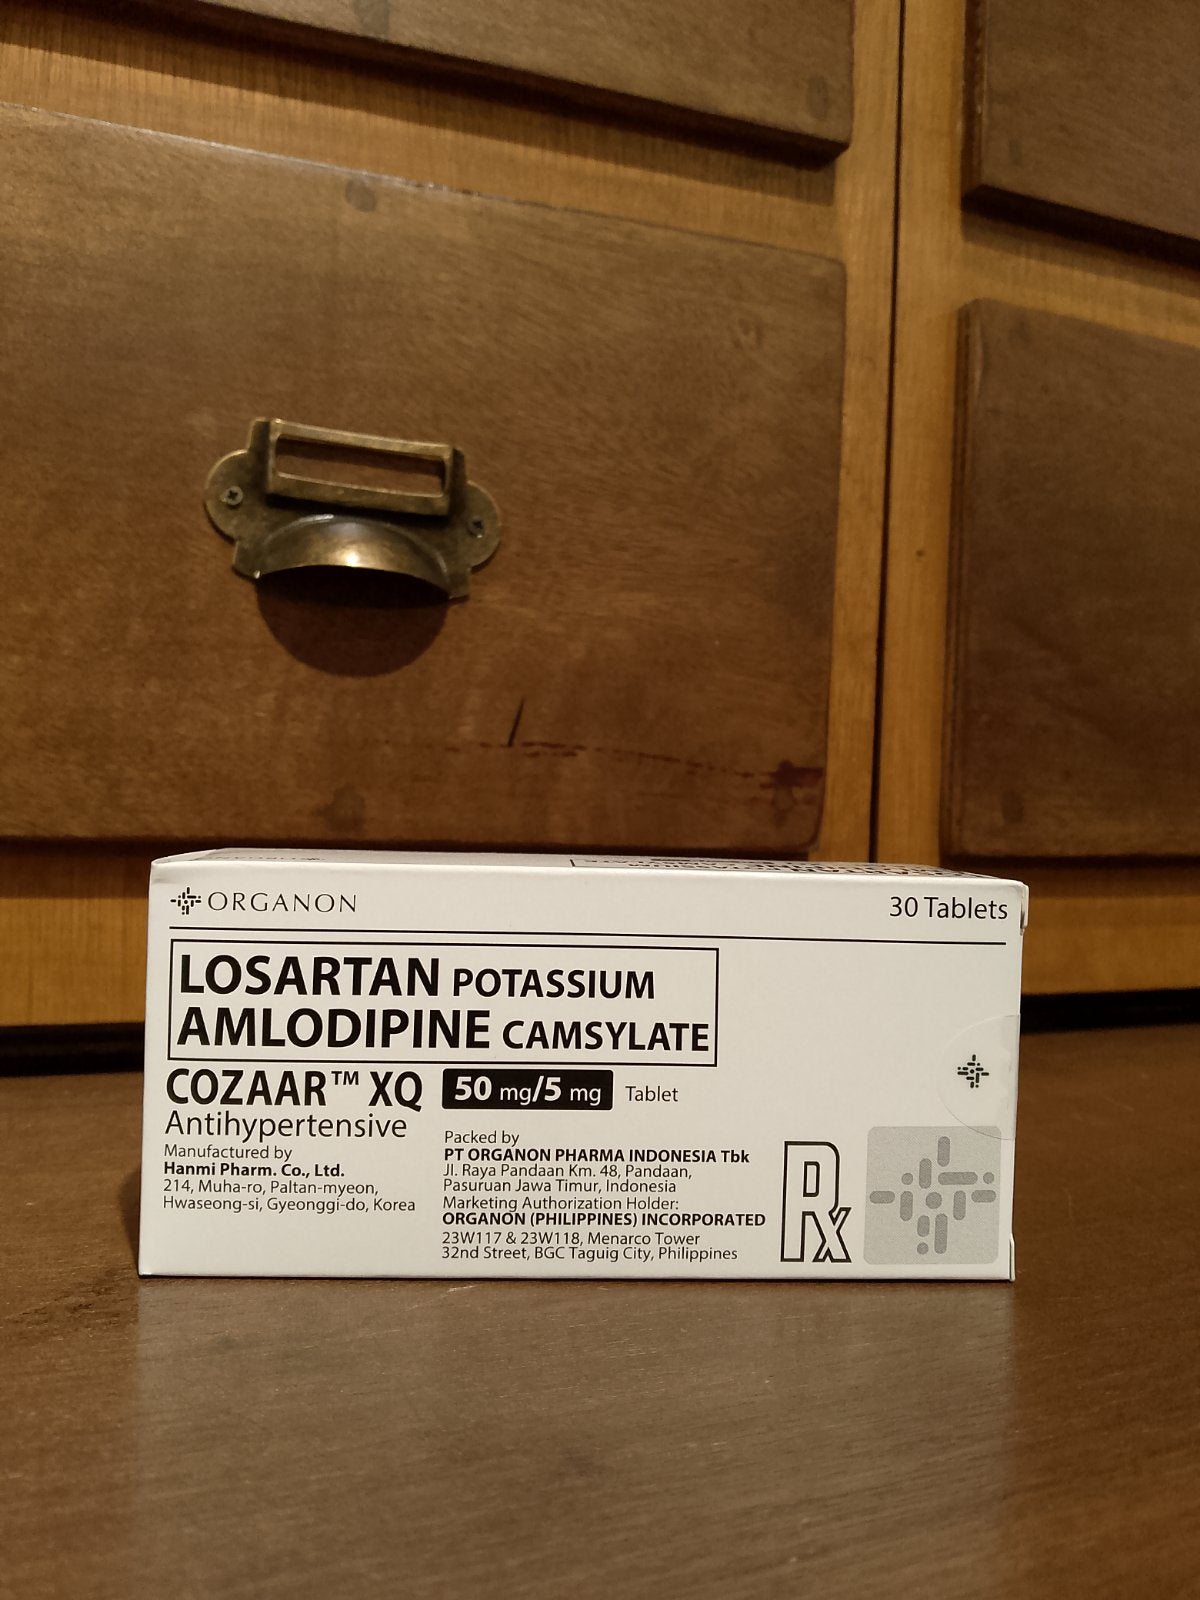 ORGANON
30 Tablets
LOSARTAN POTASSIUM
AMLODIPINE CAMSYLATE
COZAAR™ XQ 50 mg/5 mg Tablet
Antihypertensive
Manufactured by
Hanmi Pharm. Co., Ltd.
214, Muha-ro, Paltan-myeon,
Hwaseong-si, Gyeonggi-do, Korea
Packed by
PT ORGANON PHARMA INDONESIA Tbk
Jl. Raya Pandaan Km. 48, Pandaan,
Pasuruan Jawa Timur, Indonesia
Marketing Authorization Holder:
ORGANON (PHILIPPINES) INCORPORATED
23W117 & 23W118, Menarco Tower
32nd Street, BGC Taguig City, Philippines
Rx